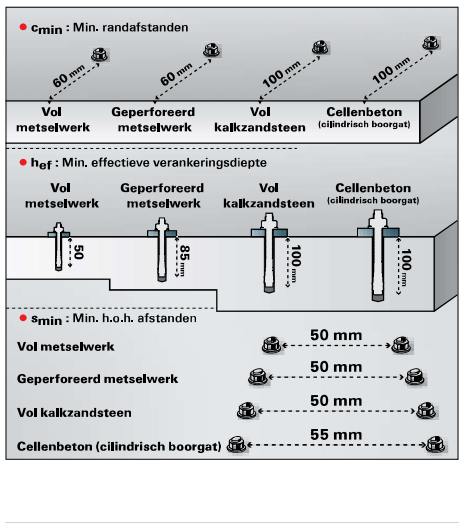 • cmin : Min. randafstanden
60 mm 60 mm 100 mm 100 mm
Vol metselwerk
Geperforeerd metselwerk
Vol kalkzandsteen
Cellenbeton
(cilindrisch boorgat)
• hef : Min. effectieve verankeringsdiepte
Vol metselwerk
Geperforeerd metselwerk
Vol kalkzandsteen
Cellenbeton
(cilindrisch boorgat)
50
85 mm
100 mm
100 mm
• smin : Min. h.o.h. afstanden
Vol metselwerk 50 mm
Geperforeerd metselwerk 50 mm
Vol kalkzandsteen 50 mm
Cellenbeton (cilindrisch boorgat) 55 mm